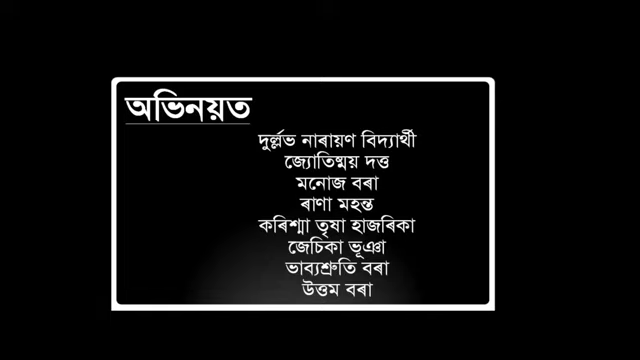 অভিনয়ত
দুৰ্ল্লভ নাৰায়ণ বিদ্যাৰ্থী
জ্যোতিষ্ময় দত্ত
মনোজ বৰা
ৰাণা মহন্ত
কৰিশ্মা তৃষা হাজৰিকা
জেচিকা ভূঞা
ভাব্যশ্ৰুতি বৰা
উত্তম বৰা